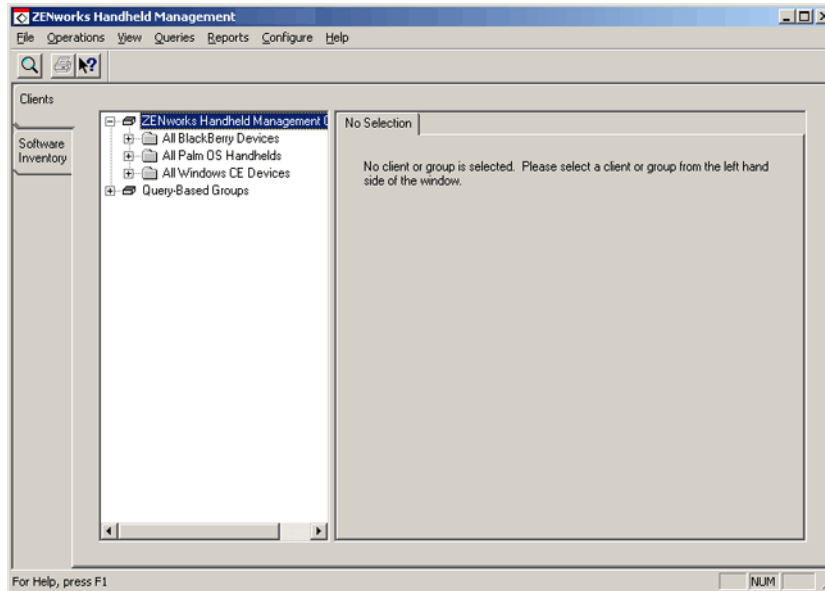 ZENworks Handheld Management
File Operations View Queries Reports Configure Help
Clients
Software
Inventory
ZENworks Handheld Management
All BlackBerry Devices
All Palm OS Handhelds
All Windows CE Devices
Query-Based Groups
No Selection
No client or group is selected. Please select a client or group from the left hand
side of the window.
For Help, press F1
NUM